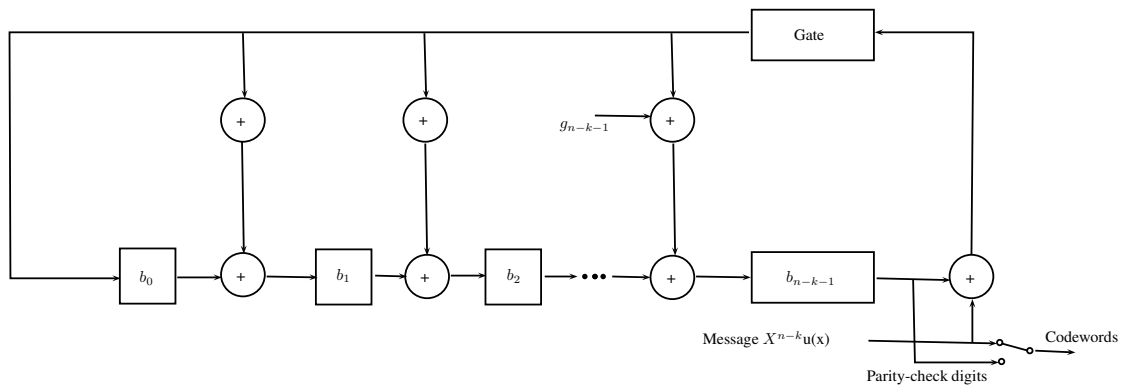 Gate
+
+
+
$g_{n-k-1}$
$b_0$
+
$b_1$
+
$b_2$
+
$b_{n-k-1}$
+
Message $X^{n-k}$u(x)
Codewords
Parity-check digits